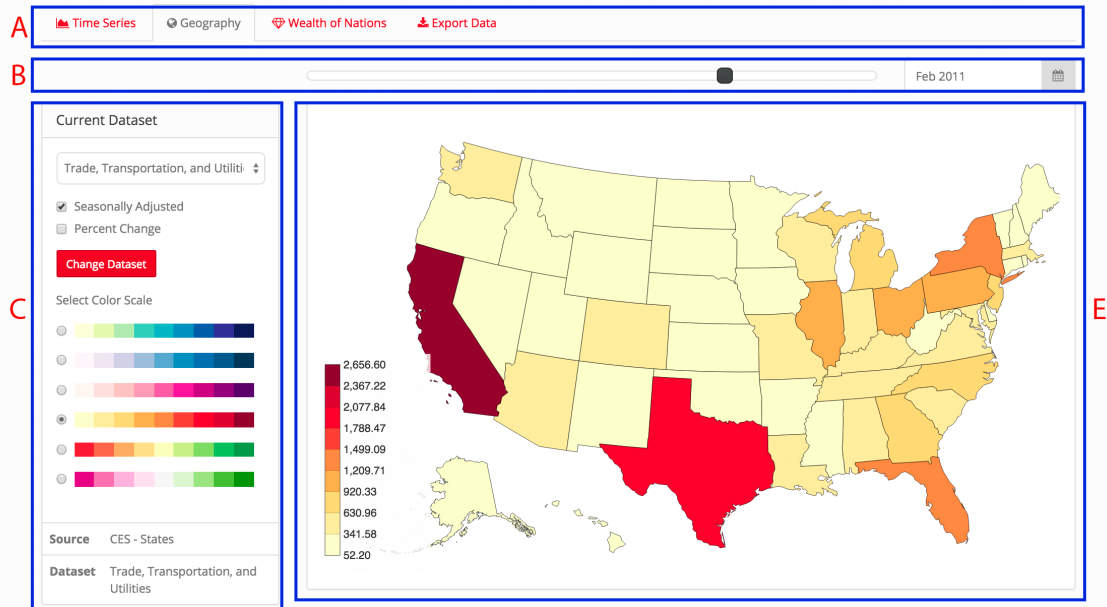 A
Time Series
Geography
Wealth of Nations
Export Data
B
Feb 2011
C
Current Dataset
Trade, Transportation, and Utiliti
Seasonally Adjusted
Percent Change
Change Dataset
Select Color Scale
Source CES - States
Dataset Trade, Transportation, and
Utilities
2,656.60
2,367.22
2,077.84
1,788.47
1,499.09
1,209.71
920.33
630.96
341.58
52.20
E